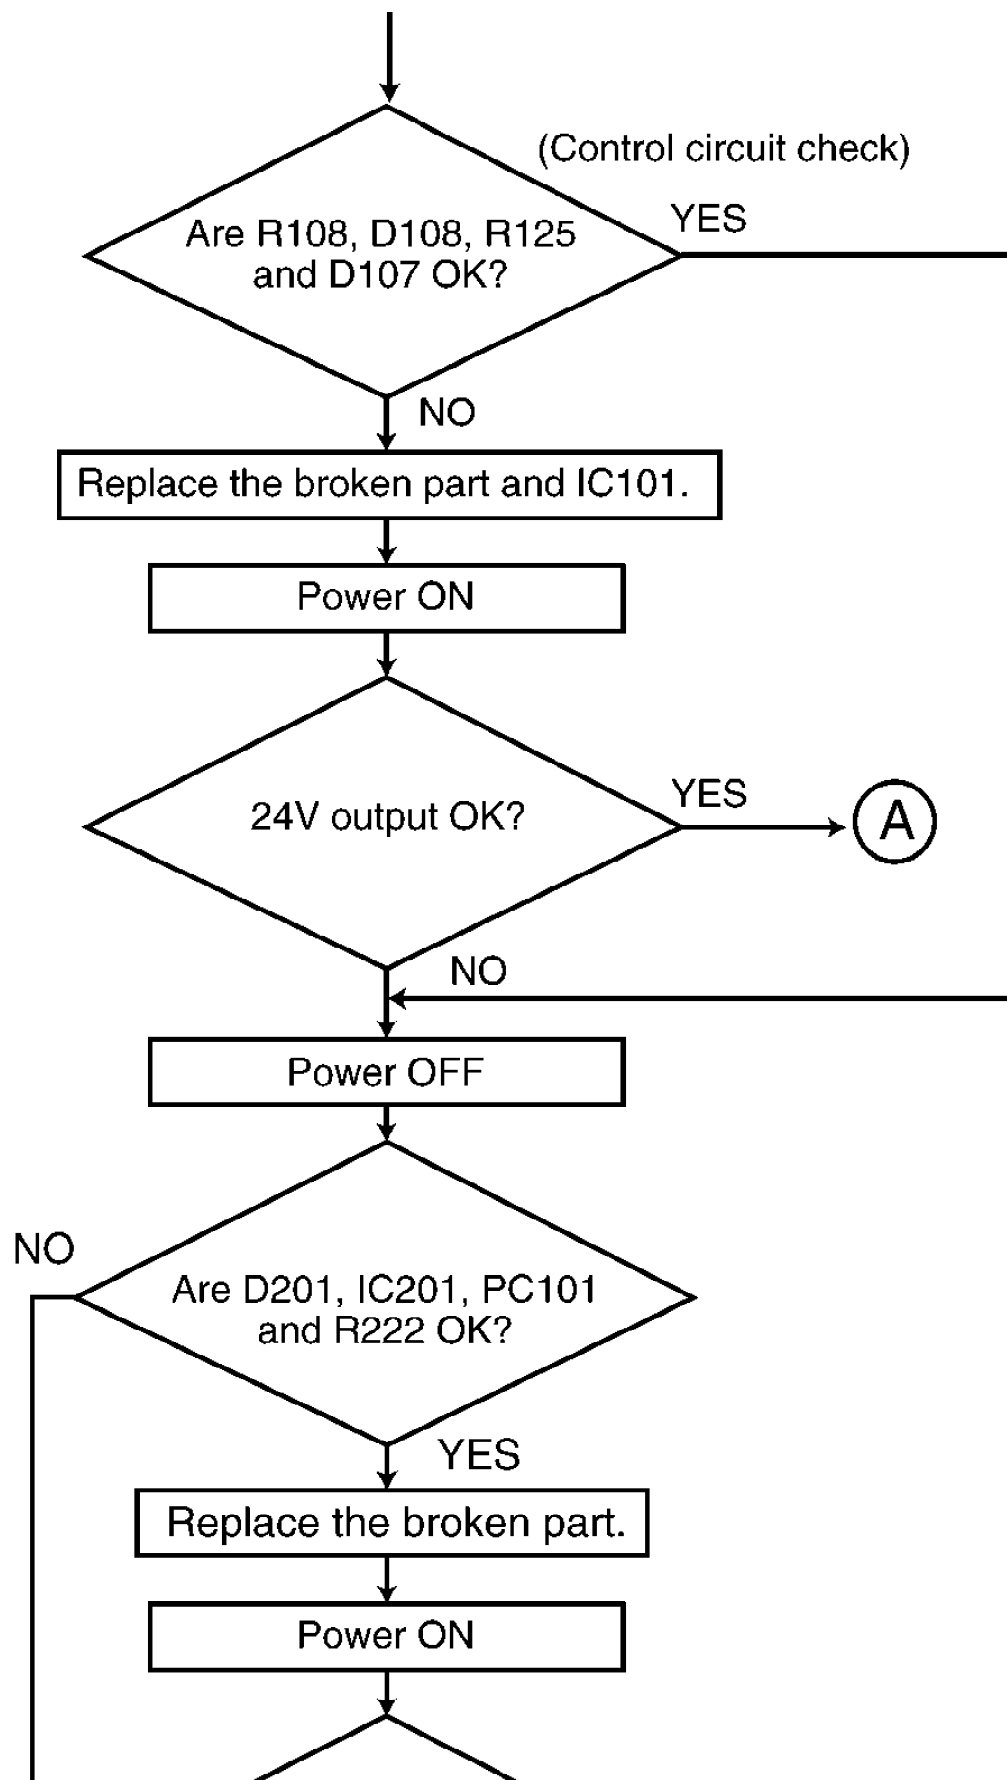 (Control circuit check)
YES
Are R108, D108, R125
and D107 OK?
NO
Replace the broken part and IC101.
Power ON
24V output OK?
YES
A
NO
Power OFF
NO
Are D201, IC201, PC101
and R222 OK?
YES
Replace the broken part.
Power ON